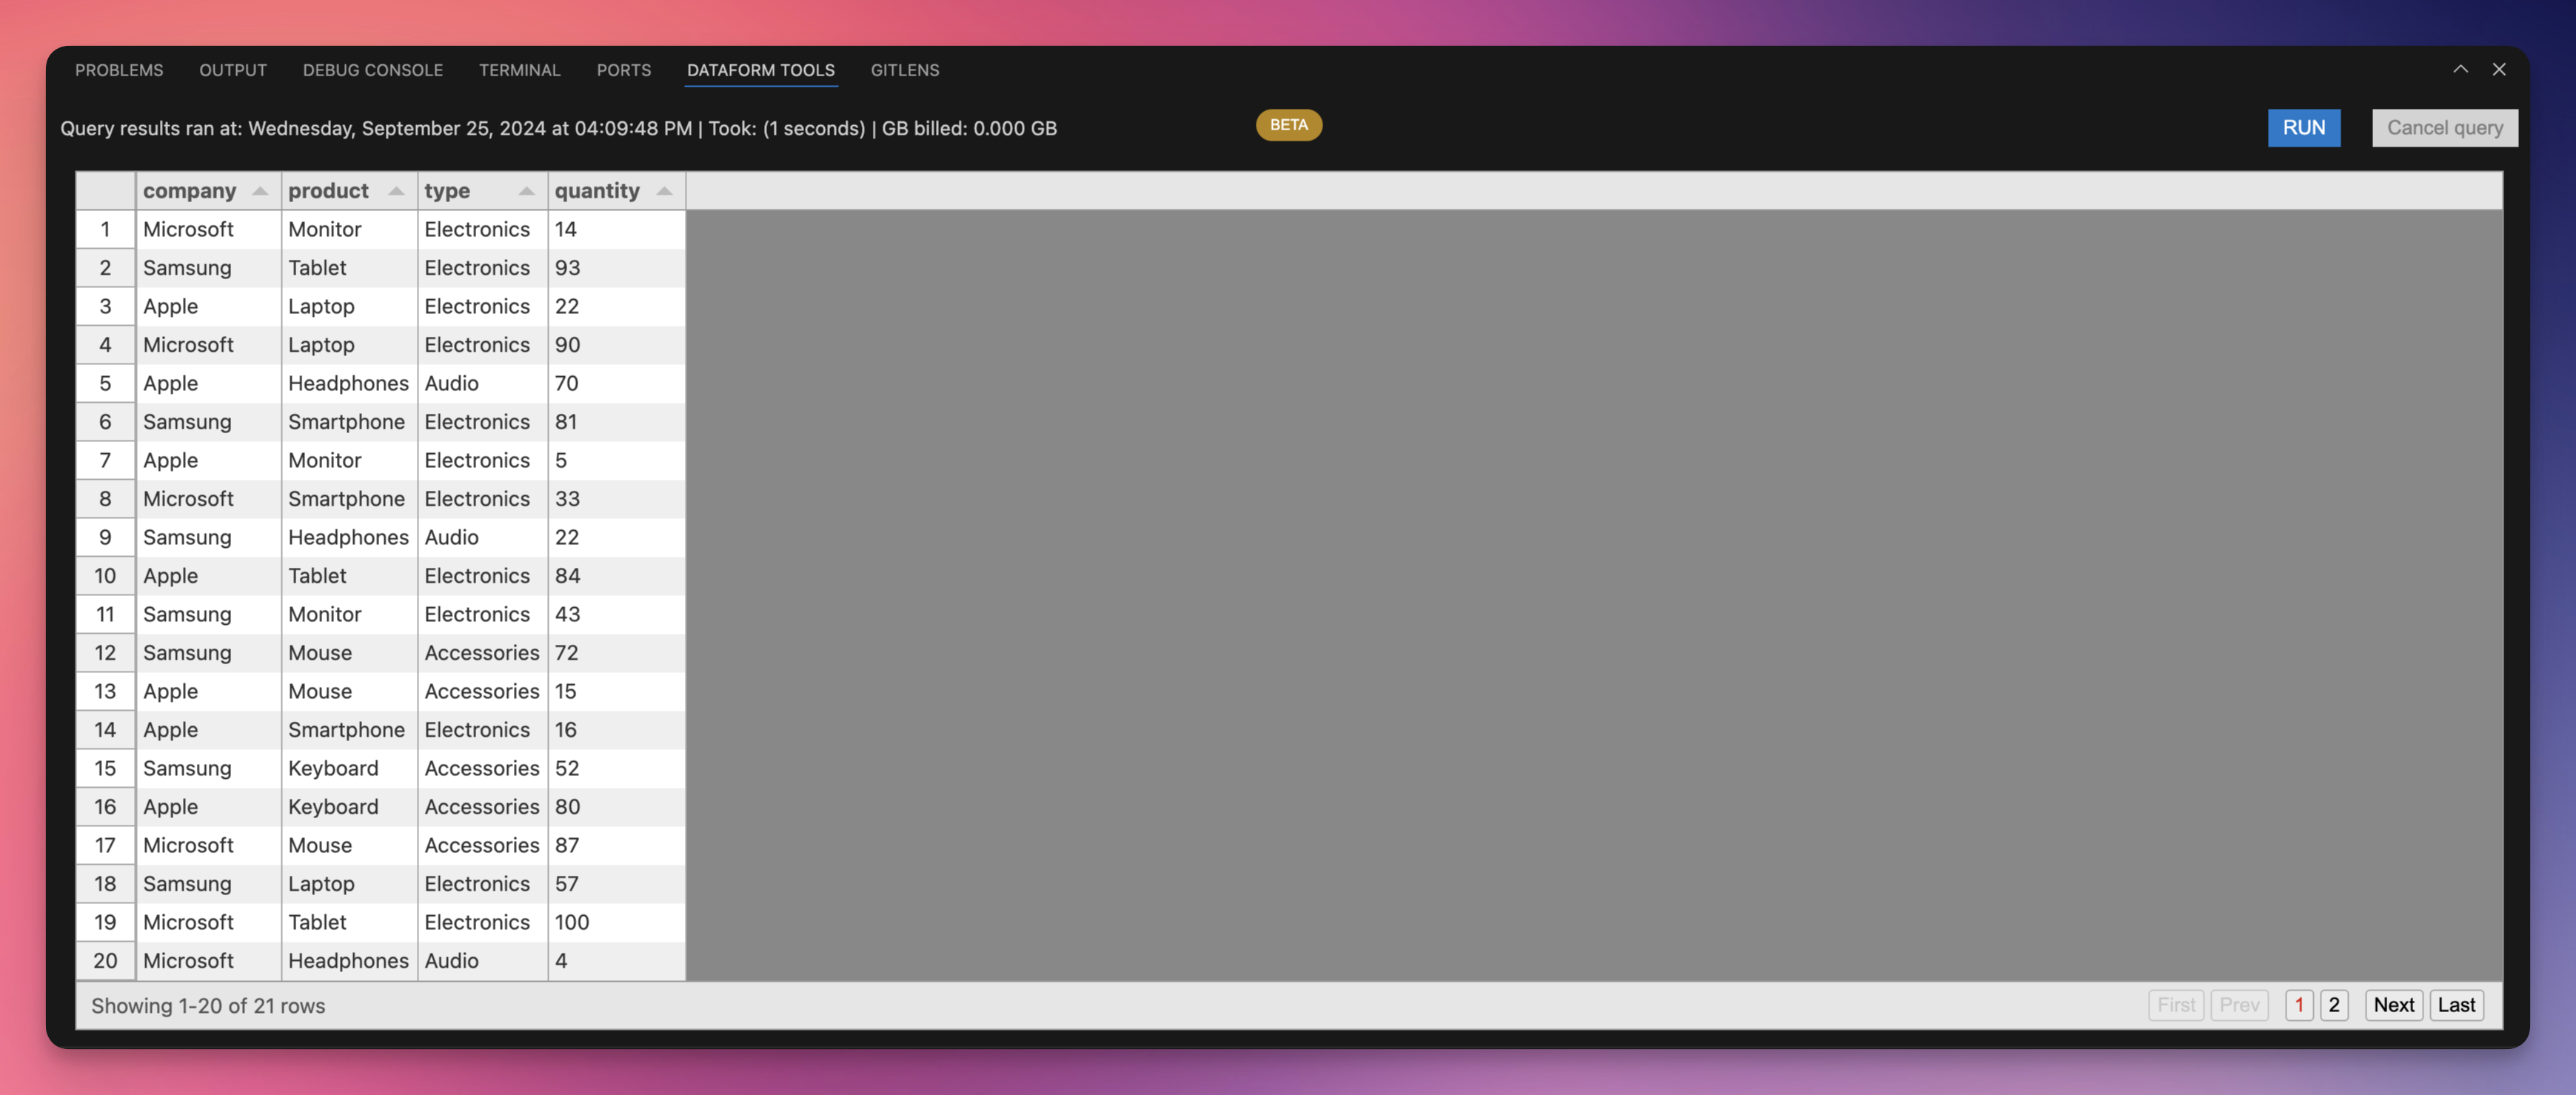 PROBLEMS OUTPUT DEBUG CONSOLE TERMINAL PORTS DATAFORM TOOLS GITLENS
Query results ran at: Wednesday, September 25, 2024 at 04:09:48 PM | Took: (1 seconds) | GB billed: 0.000 GB BETA RUN Cancel query
company product type quantity
1 Microsoft Monitor Electronics 14
2 Samsung Tablet Electronics 93
3 Apple Laptop Electronics 22
4 Microsoft Laptop Electronics 90
5 Apple Headphones Audio 70
6 Samsung Smartphone Electronics 81
7 Apple Monitor Electronics 5
8 Microsoft Smartphone Electronics 33
9 Samsung Headphones Audio 22
10 Apple Tablet Electronics 84
11 Samsung Monitor Electronics 43
12 Samsung Mouse Accessories 72
13 Apple Mouse Accessories 15
14 Apple Smartphone Electronics 16
15 Samsung Keyboard Accessories 52
16 Apple Keyboard Accessories 80
17 Microsoft Mouse Accessories 87
18 Samsung Laptop Electronics 57
19 Microsoft Tablet Electronics 100
20 Microsoft Headphones Audio 4
Showing 1-20 of 21 rows First Prev 1 2 Next Last